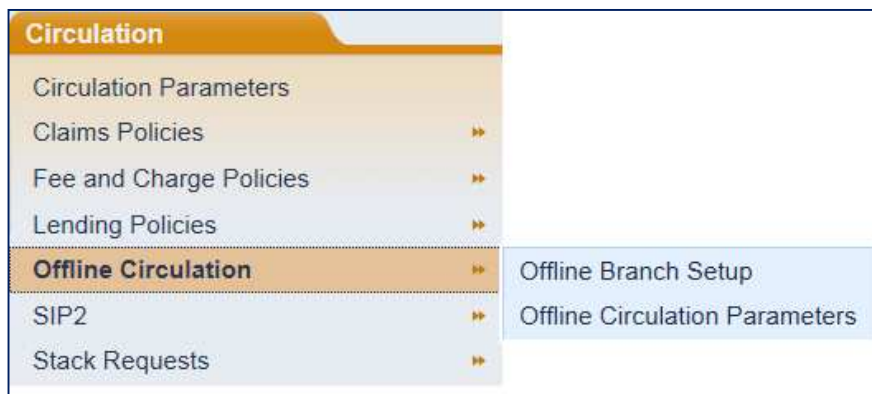 Circulation
Circulation Parameters
Claims Policies
Fee and Charge Policies
Lending Policies
Offline Circulation
Offline Branch Setup
SIP2
Offline Circulation Parameters
Stack Requests